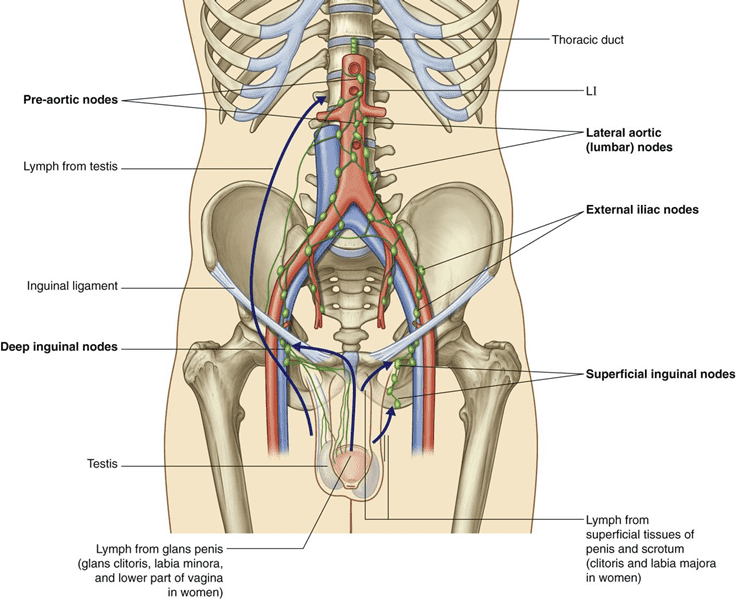 Thoracic duct
LI
Pre-aortic nodes
Lateral aortic
(lumbar) nodes
Lymph from testis
External iliac nodes
Inguinal ligament
Deep inguinal nodes
Superficial inguinal nodes
Testis
Lymph from glans penis
(glans clitoris, labia minora,
and lower part of vagina
in women)
Lymph from
superficial tissues of
penis and scrotum
(clitoris and labia majora
in women)